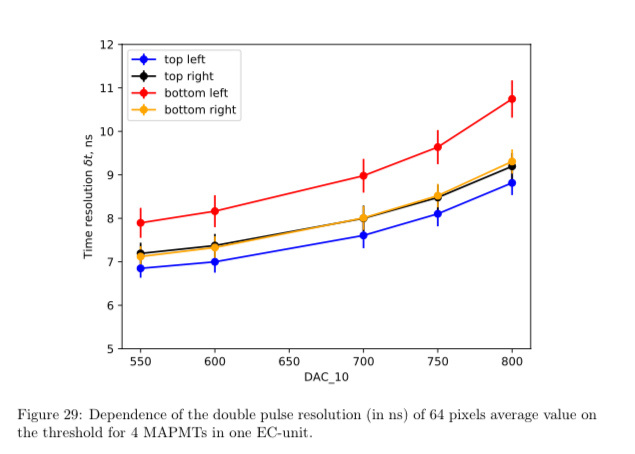 12
11
10
9
8
7
6
5
Time resolution δt, ns
top left
top right
bottom left
bottom right
550 600 650 700 750 800
DAC_10
Figure 29: Dependence of the double pulse resolution (in ns) of 64 pixels average value on
the threshold for 4 MAPMTs in one EC-unit.